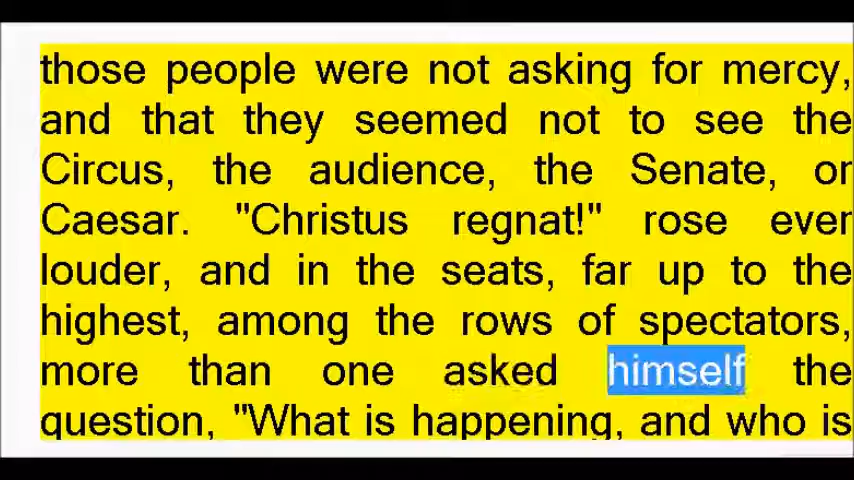 those people were not asking for mercy,
and that they seemed not to see the
Circus, the audience, the Senate, or
Caesar. "Christus regnat!" rose ever
louder, and in the seats, far up to the
highest, among the rows of spectators,
more than one asked himself the
question, "What is happening, and who is